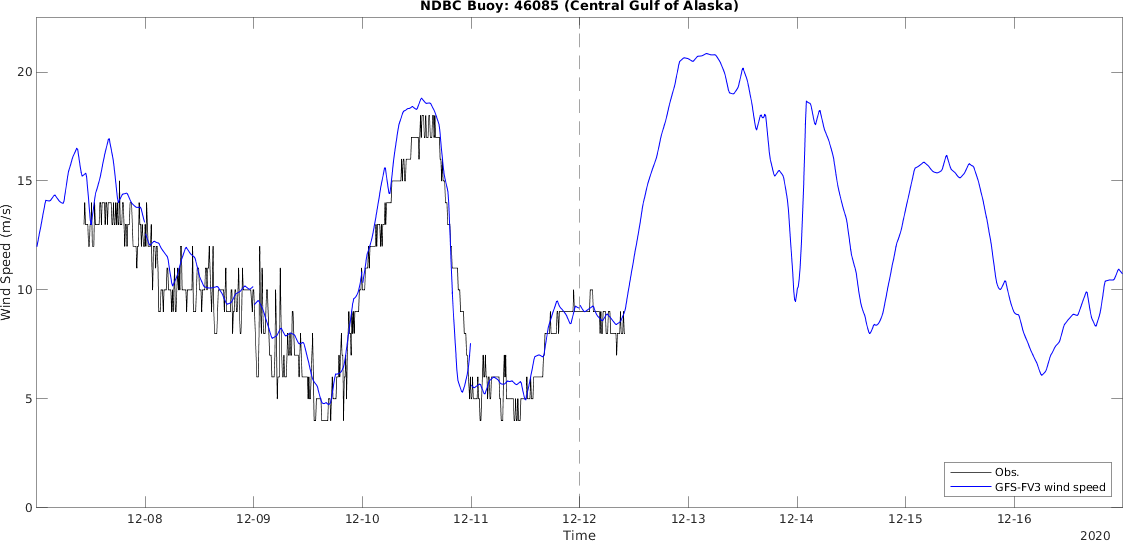 NDBC Buoy: 46085 (Central Gulf of Alaska)
20
15
10
5
0
Wind Speed (m/s)
12-08 12-09 12-10 12-11 12-12 12-13 12-14 12-15 12-16
Time
2020
Obs.
GFS-FV3 wind speed